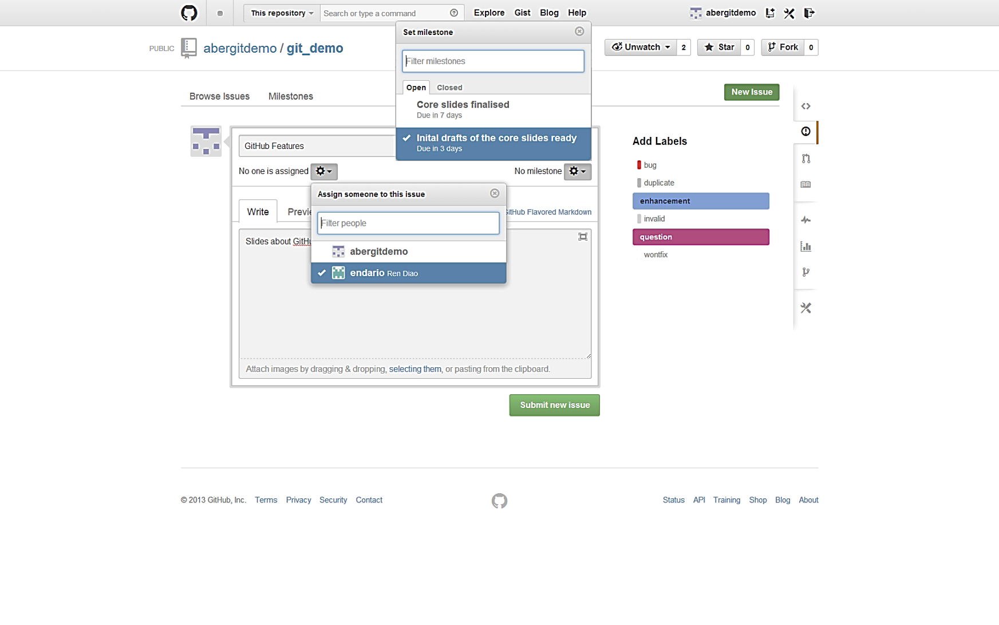 This repository
Search or type a command
Explore Gist Blog Help
abergitdemo
Set milestone
PUBLIC abergitdemo / git_demo
Unwatch 2 Star 0 Fork 0
Filter milestones
Open Closed
Browse Issues Milestones
New Issue
Core slides finalised
Due in 7 days
Inital drafts of the core slides ready
Due in 3 days
Add Labels
GitHub Features
bug
No one is assigned
No milestone
duplicate
Assign someone to this issue
enhancement
Write
GitHub Flavored Markdown
invalid
Filter people
question
Slides about
abergitdemo
wontfix
endario Ren Diao
Attach images by dragging & dropping, selecting them, or pasting from the clipboard.
Submit new issue
© 2013 GitHub, Inc. Terms Privacy Security Contact
Status API Training Shop Blog About